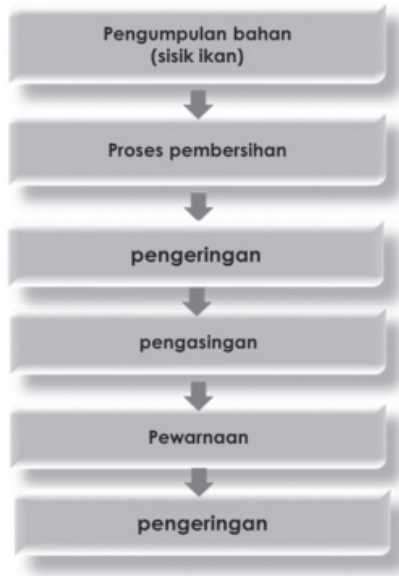 Pengumpulan bahan
(sisik ikan)
Proses pembersihan
pengeringan
pengasingan
Pewarnaan
pengeringan